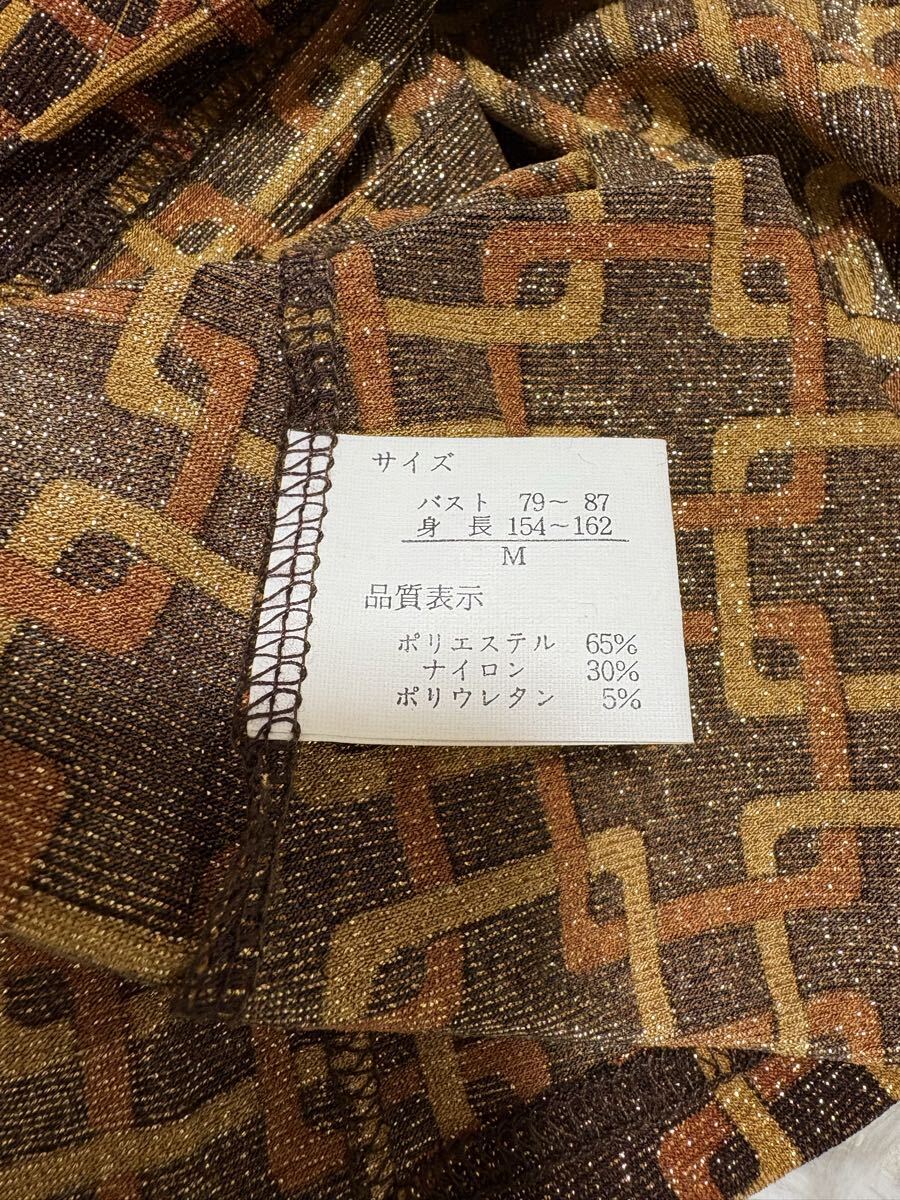 サイズ
バスト 79～ 87
身 長 154～162
M
品質表示
ポリエステル 65%
ナイロン 30%
ポリウレタン 5%